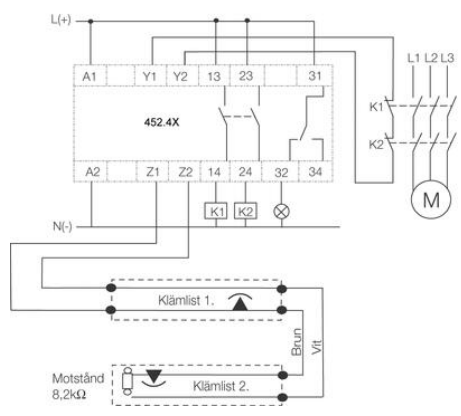 L(+)
A1 Y1 Y2 13 23 31
L1 L2 L3
452.4X
K1
K2
A2 Z1 Z2 14 24 32 34
K1 K2
M
N(-)
Klämlist 1.
Brun
Vit
Motstånd
8,2kΩ
Klämlist 2.